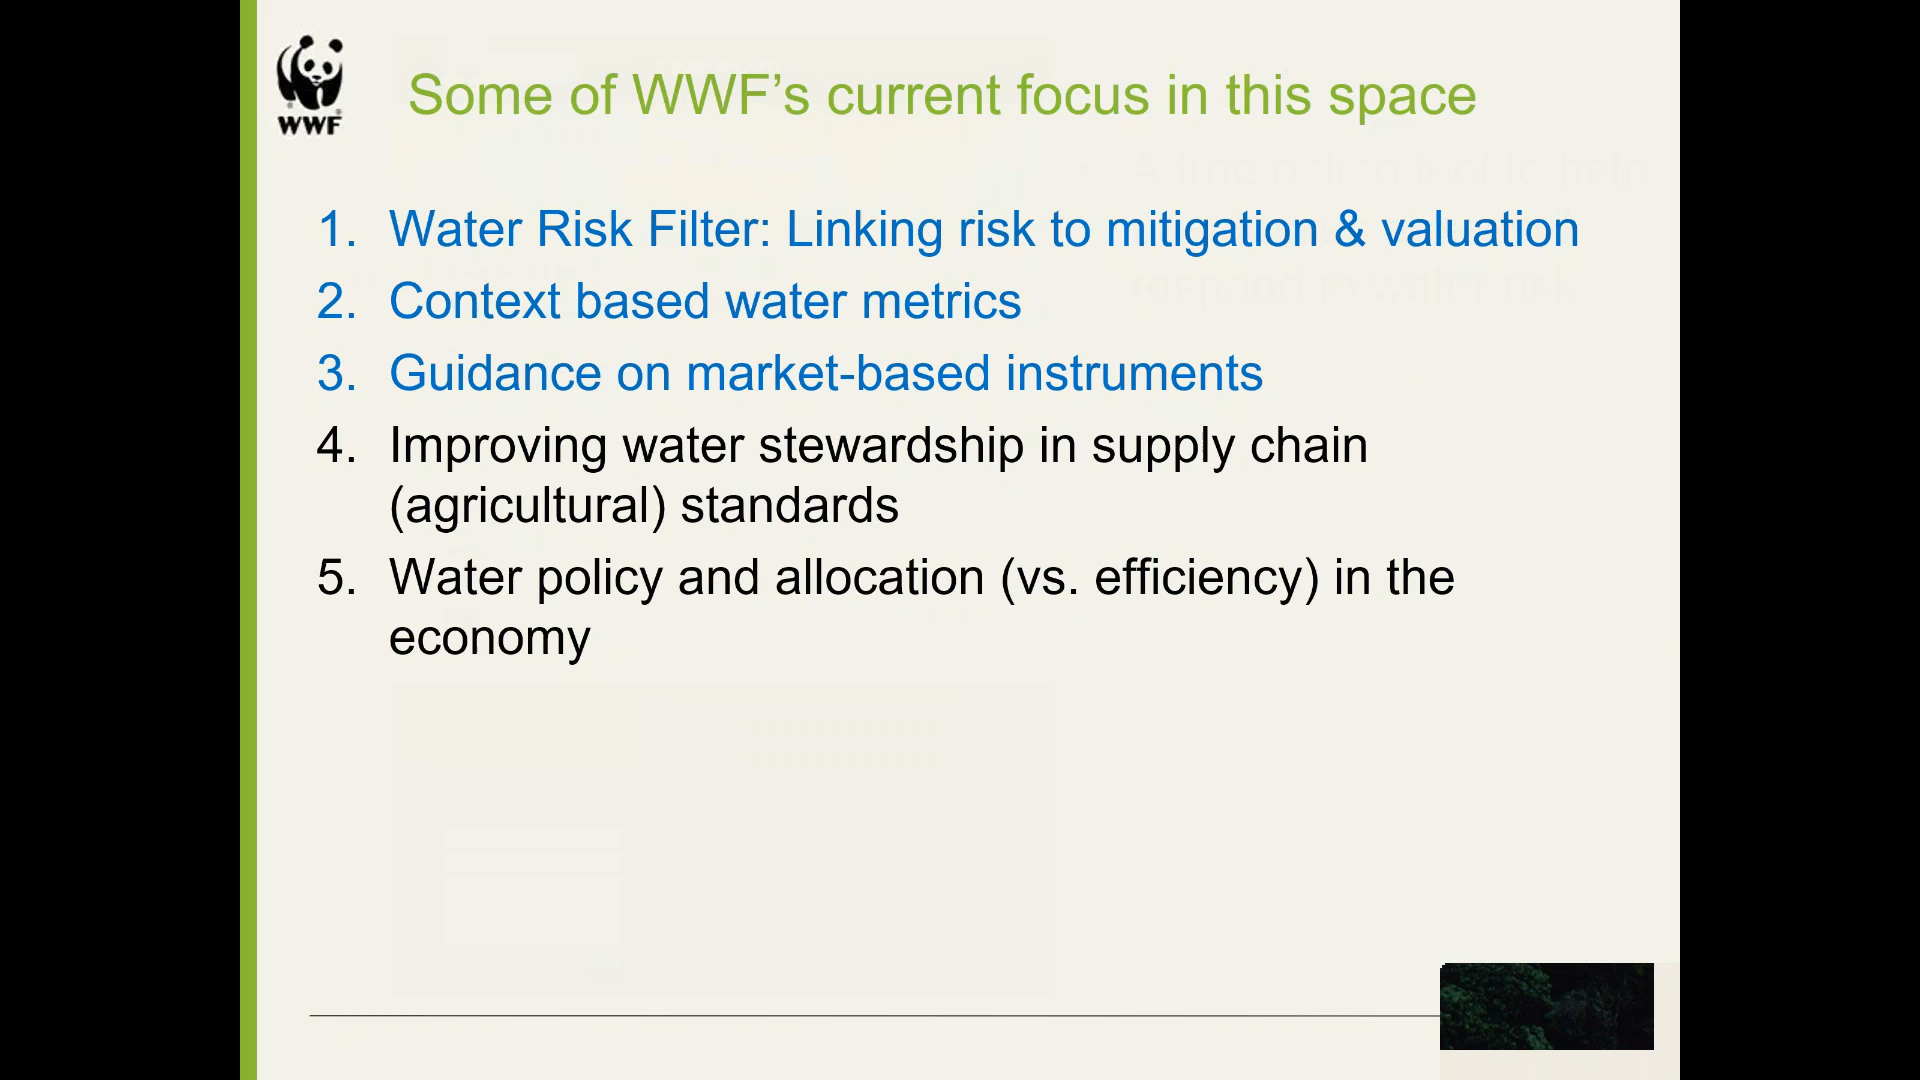 WWF
Some of WWF’s current focus in this space
1. Water Risk Filter: Linking risk to mitigation & valuation
2. Context based water metrics
3. Guidance on market-based instruments
4. Improving water stewardship in supply chain
(agricultural) standards
5. Water policy and allocation (vs. efficiency) in the
economy